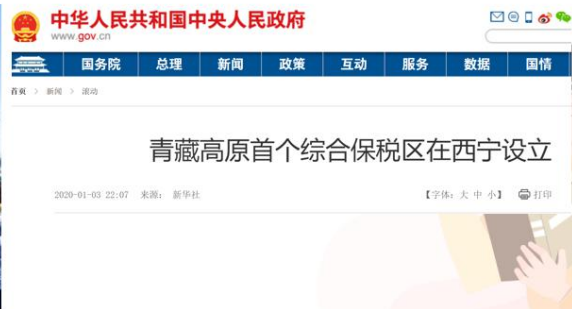 中华人民共和国中央人民政府
www.gov.cn
国务院 总理 新闻 政策 互动 服务 数据 国情
首页 > 新闻 > 滚动
青藏高原首个综合保税区在西宁设立
2020-01-03 22:07 来源: 新华社 【字体: 大 中 小】 打印